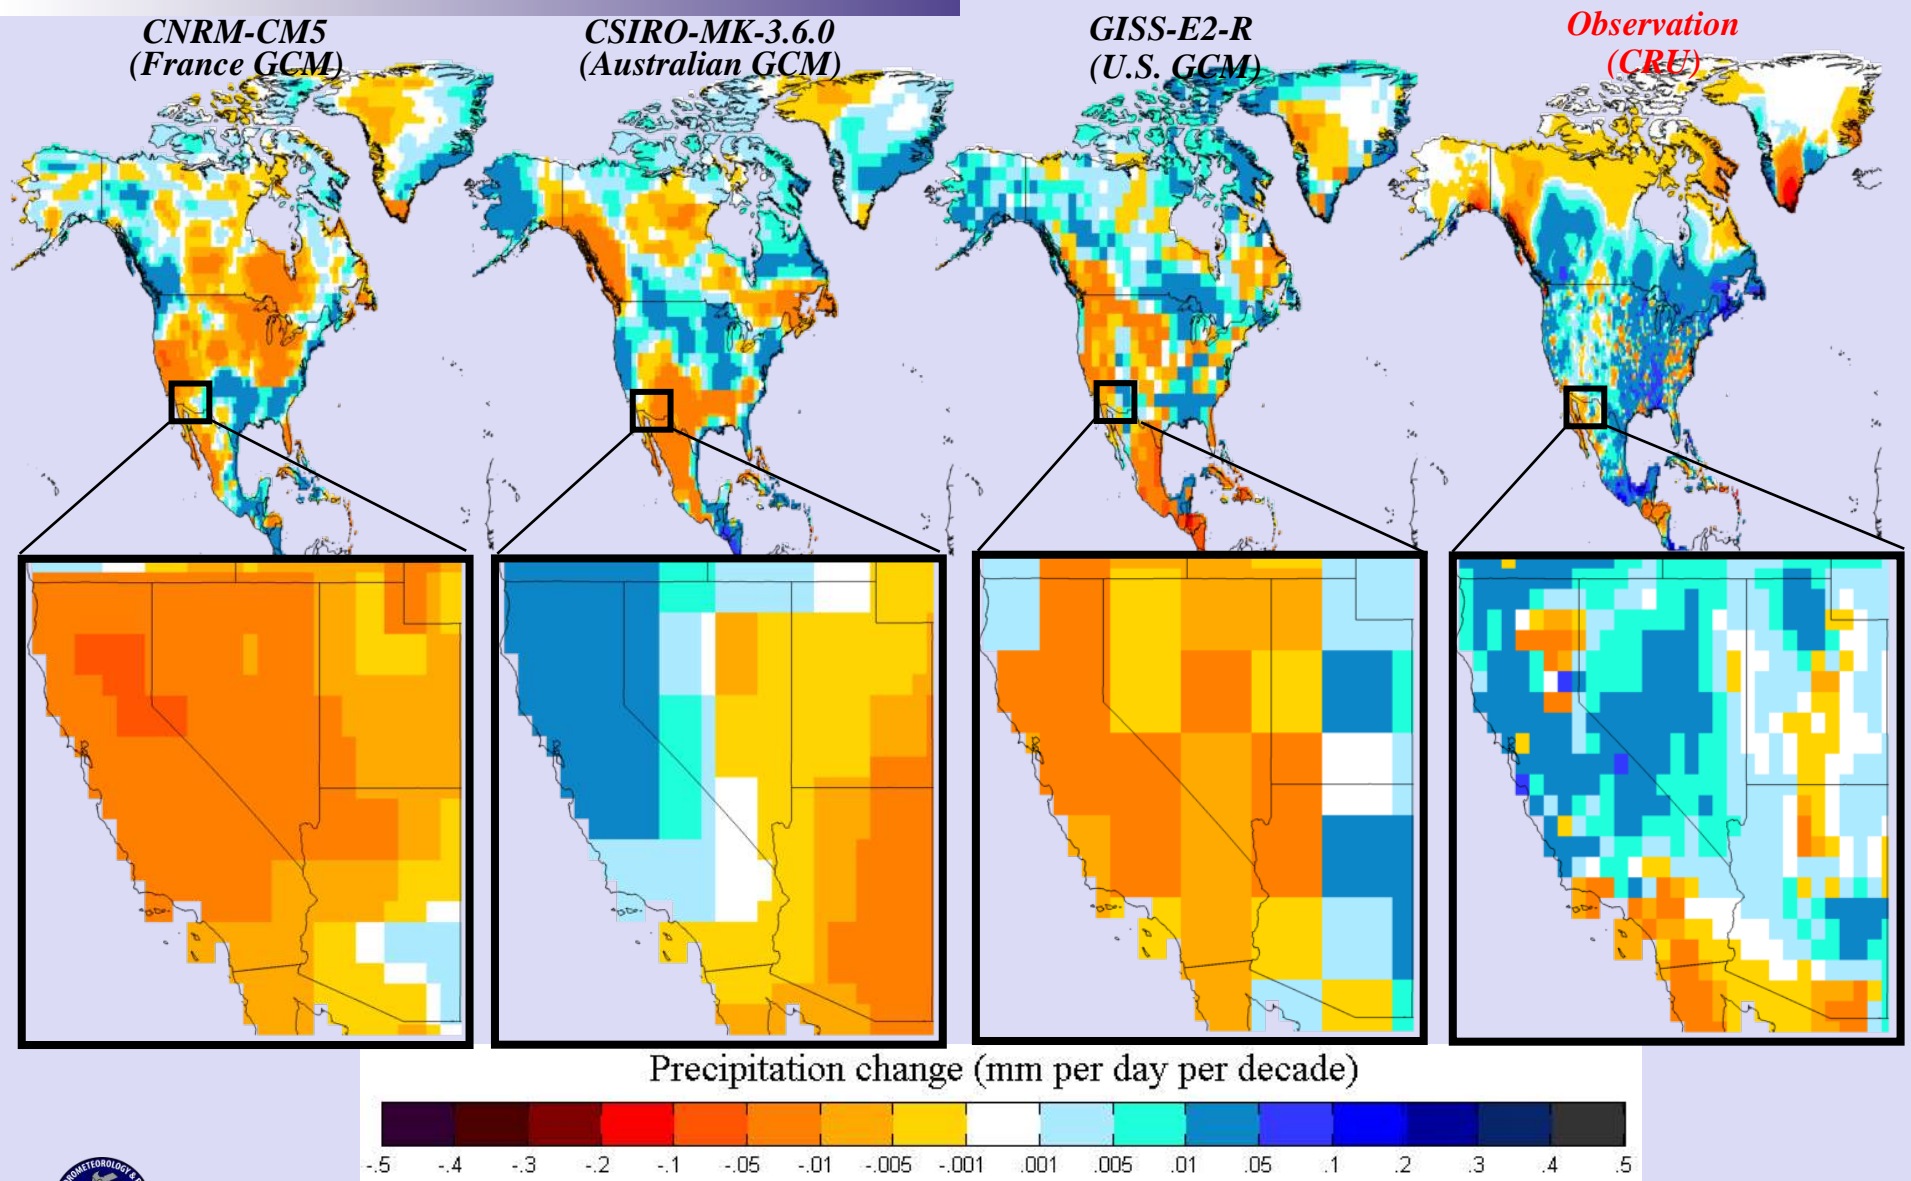 CNRM-CM5
(France GCM)
CSIRO-MK-3.6.0
(Australian GCM)
GISS-E2-R
(U.S. GCM)
Observation
(CRU)
Precipitation change (mm per day per decade)
-.5 -.4 -.3 -.2 -.1 -.05 -.01 -.005 -.001 .001 .005 .01 .05 .1 .2 .3 .4 .5